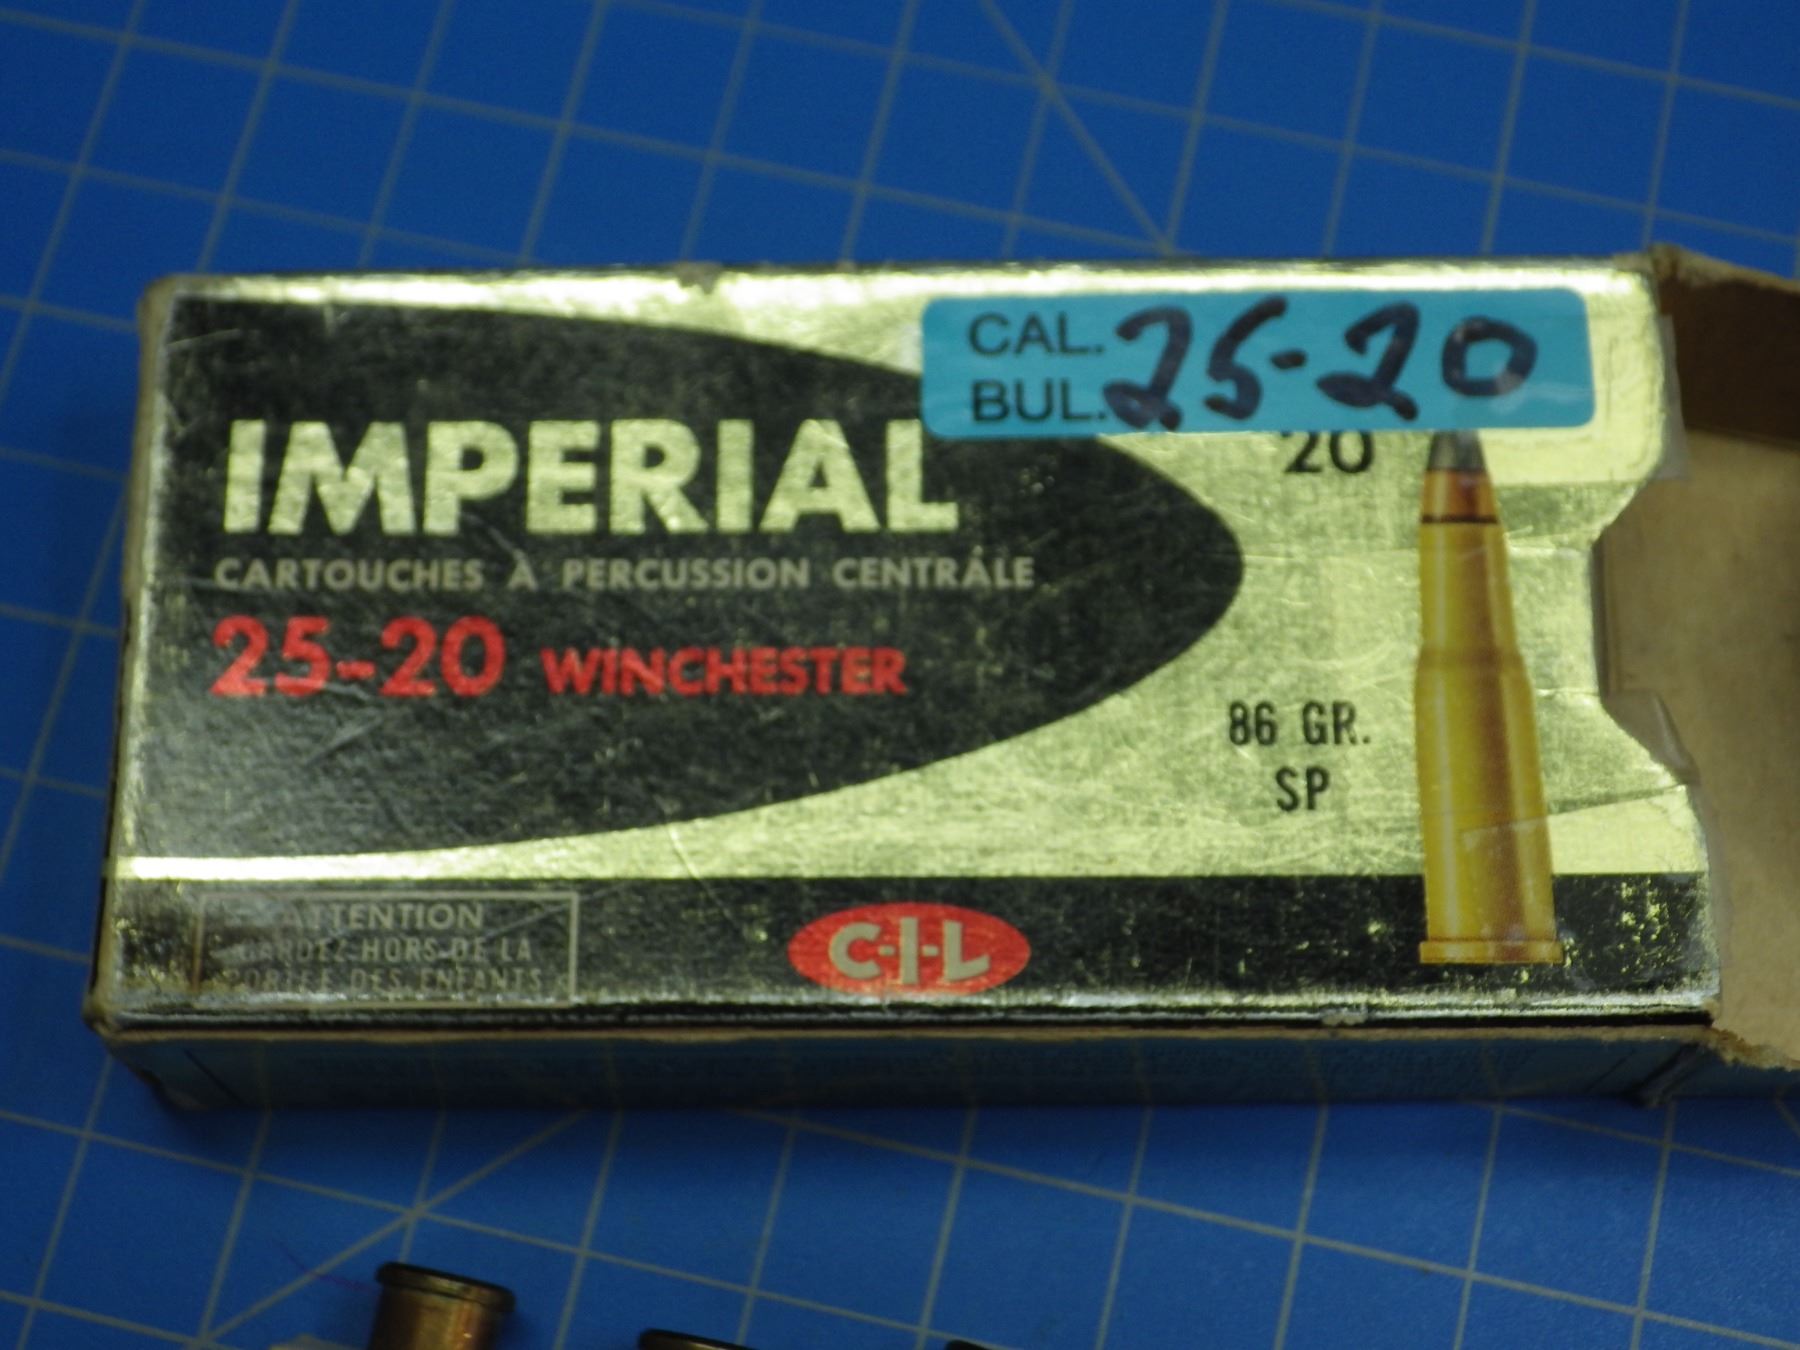 CAL. 25-20
BUL.
20
IMPERIAL
CARTOUCHES À PERCUSSION CENTRALE
25-20 WINCHESTER
86 GR.
SP
ATTENTION
GARDEZ HORS DE LA
PORTEE DES ENFANTS
C-I-L